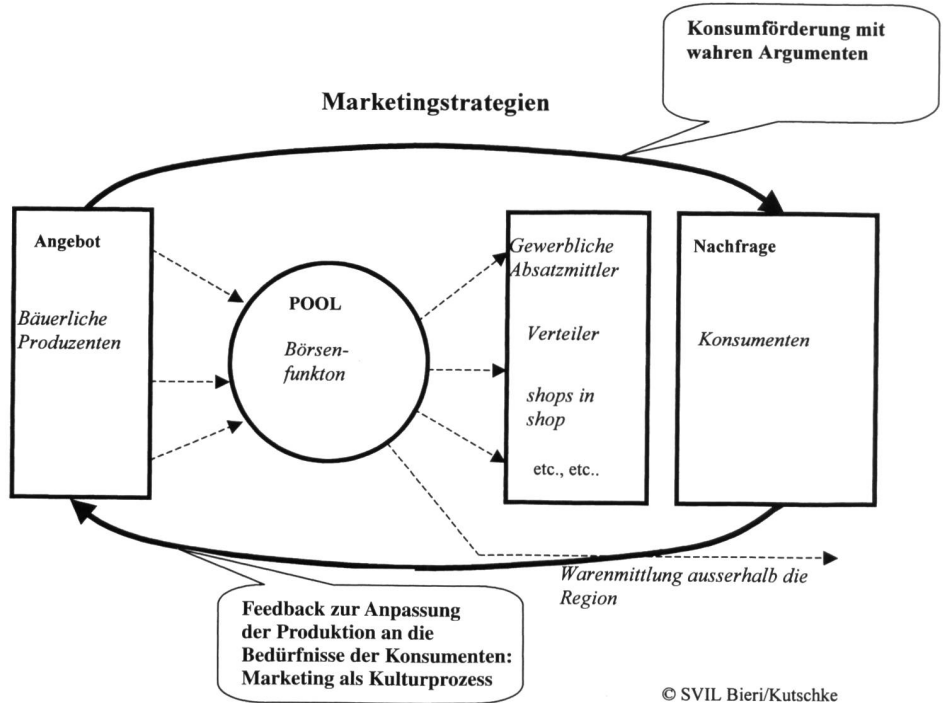 Konsumförderung mit
wahren Argumenten
Marketingstrategien
Angebot
Bäuerliche
Produzenten
POOL
Börsen-
funkton
Gewerbliche
Absatzmittler
Verteiler
shops in
shop
etc., etc..
Nachfrage
Konsumenten
Warenmittlung ausserhalb die
Region
Feedback zur Anpassung
der Produktion an die
Bedürfnisse der Konsumenten:
Marketing als Kulturprozess
© SVIL Bieri/Kutschke